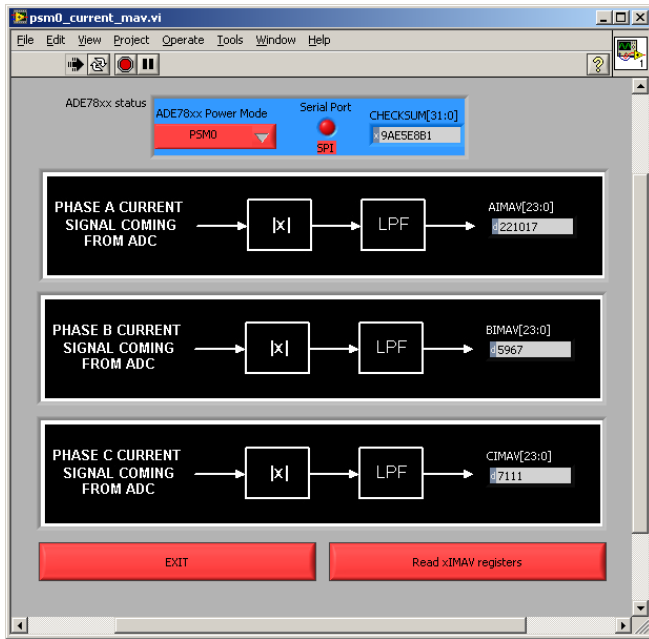 psm0_current_mav.vi
File Edit View Project Operate Tools Window Help
1
ADE78xx status
ADE78xx Power Mode
Serial Port
CHECKSUM[31:0]
PSM0
SPI
x 9AE5E8B1
PHASE A CURRENT
SIGNAL COMING
FROM ADC
|x|
LPF
AIMAV[23:0]
d 221017
PHASE B CURRENT
SIGNAL COMING
FROM ADC
|x|
LPF
BIMAV[23:0]
d 5967
PHASE C CURRENT
SIGNAL COMING
FROM ADC
|x|
LPF
CIMAV[23:0]
d 7111
EXIT
Read xIMAV registers